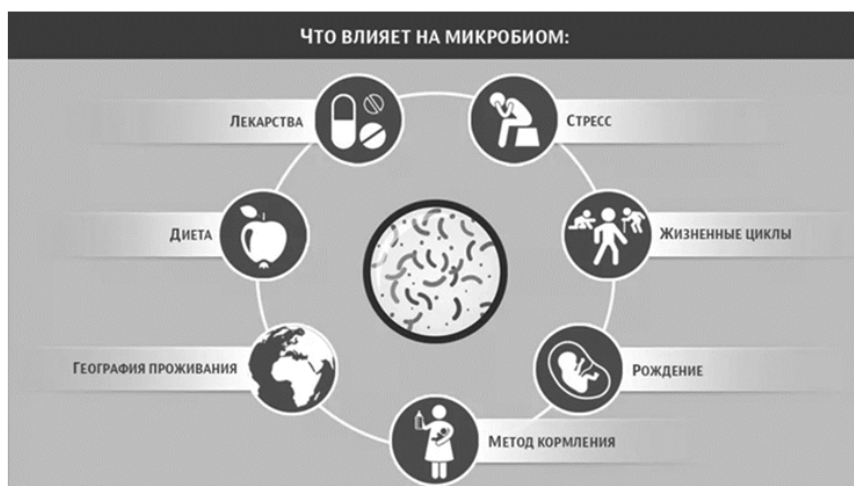 Что влияет на микробиом:
Лекарства
Стресс
Диета
Жизненные циклы
География проживания
Рождение
Метод кормления